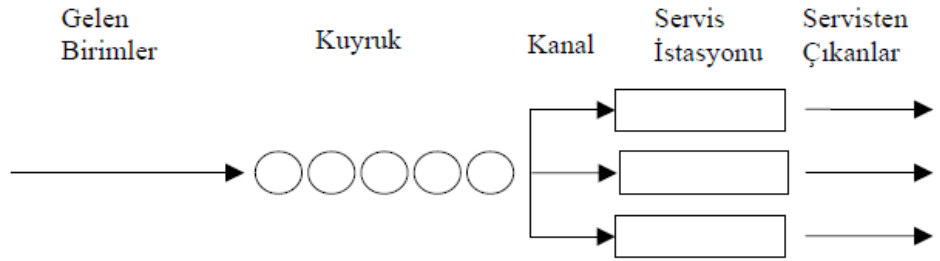 Gelen
Birimler
Kuyruk
Kanal
Servis
İstasyonu
Servisten
Çıkanlar